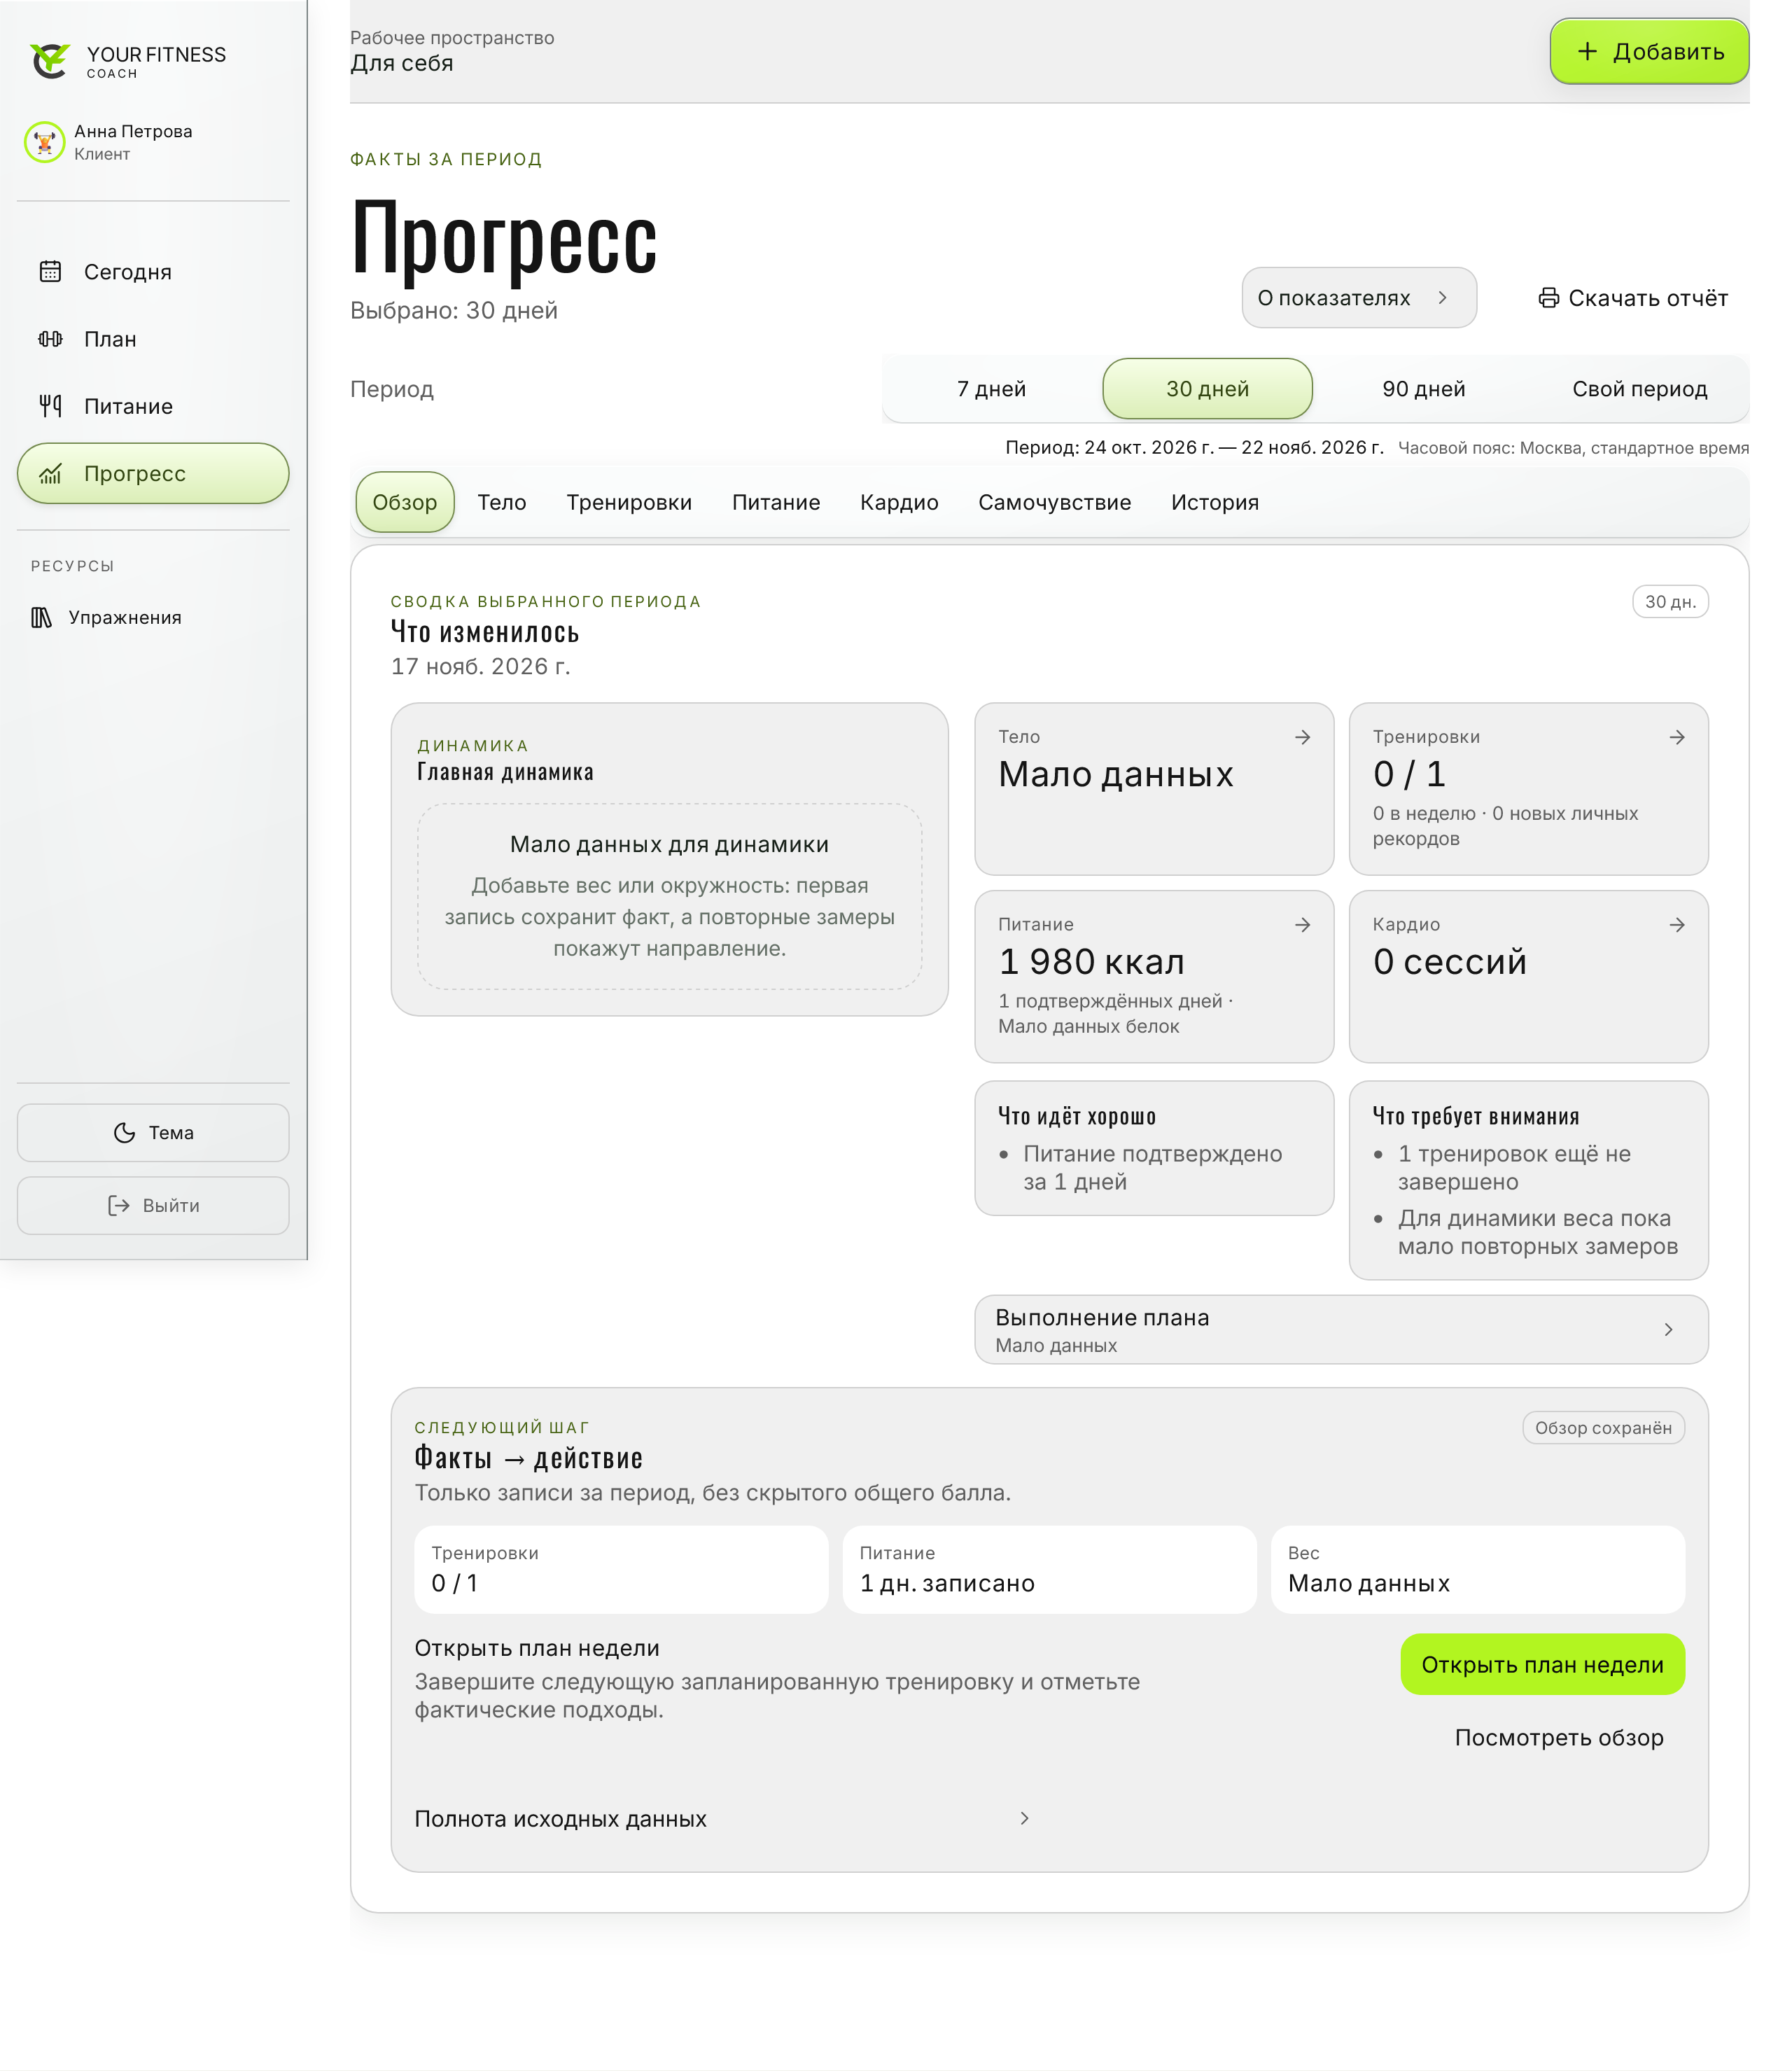 YOUR FITNESS
COACH
Анна Петрова
Клиент
Сегодня
План
Питание
Прогресс
РЕСУРСЫ
Упражнения
Тема
Выйти
Рабочее пространство
Для себя
Добавить
ФАКТЫ ЗА ПЕРИОД
Прогресс
Выбрано: 30 дней
О показателях
Скачать отчёт
Период
7 дней
30 дней
90 дней
Свой период
Период: 24 окт. 2026 г. — 22 нояб. 2026 г.
Часовой пояс: Москва, стандартное время
Обзор
Тело
Тренировки
Питание
Кардио
Самочувствие
История
СВОДКА ВЫБРАННОГО ПЕРИОДА
Что изменилось
17 нояб. 2026 г.
30 дн.
ДИНАМИКА
Главная динамика
Мало данных для динамики
Добавьте вес или окружность: первая
запись сохранит факт, а повторные замеры
покажут направление.
Тело
Мало данных
Тренировки
0 / 1
0 в неделю · 0 новых личных
рекордов
Питание
1 980 ккал
1 подтверждённых дней ·
Мало данных белок
Кардио
0 сессий
Что идёт хорошо
• Питание подтверждено
за 1 дней
Что требует внимания
• 1 тренировок ещё не
завершено
• Для динамики веса пока
мало повторных замеров
Выполнение плана
Мало данных
СЛЕДУЮЩИЙ ШАГ
Факты → действие
Только записи за период, без скрытого общего балла.
Обзор сохранён
Тренировки
0 / 1
Питание
1 дн. записано
Вес
Мало данных
Открыть план недели
Завершите следующую запланированную тренировку и отметьте
фактические подходы.
Открыть план недели
Посмотреть обзор
Полнота исходных данных